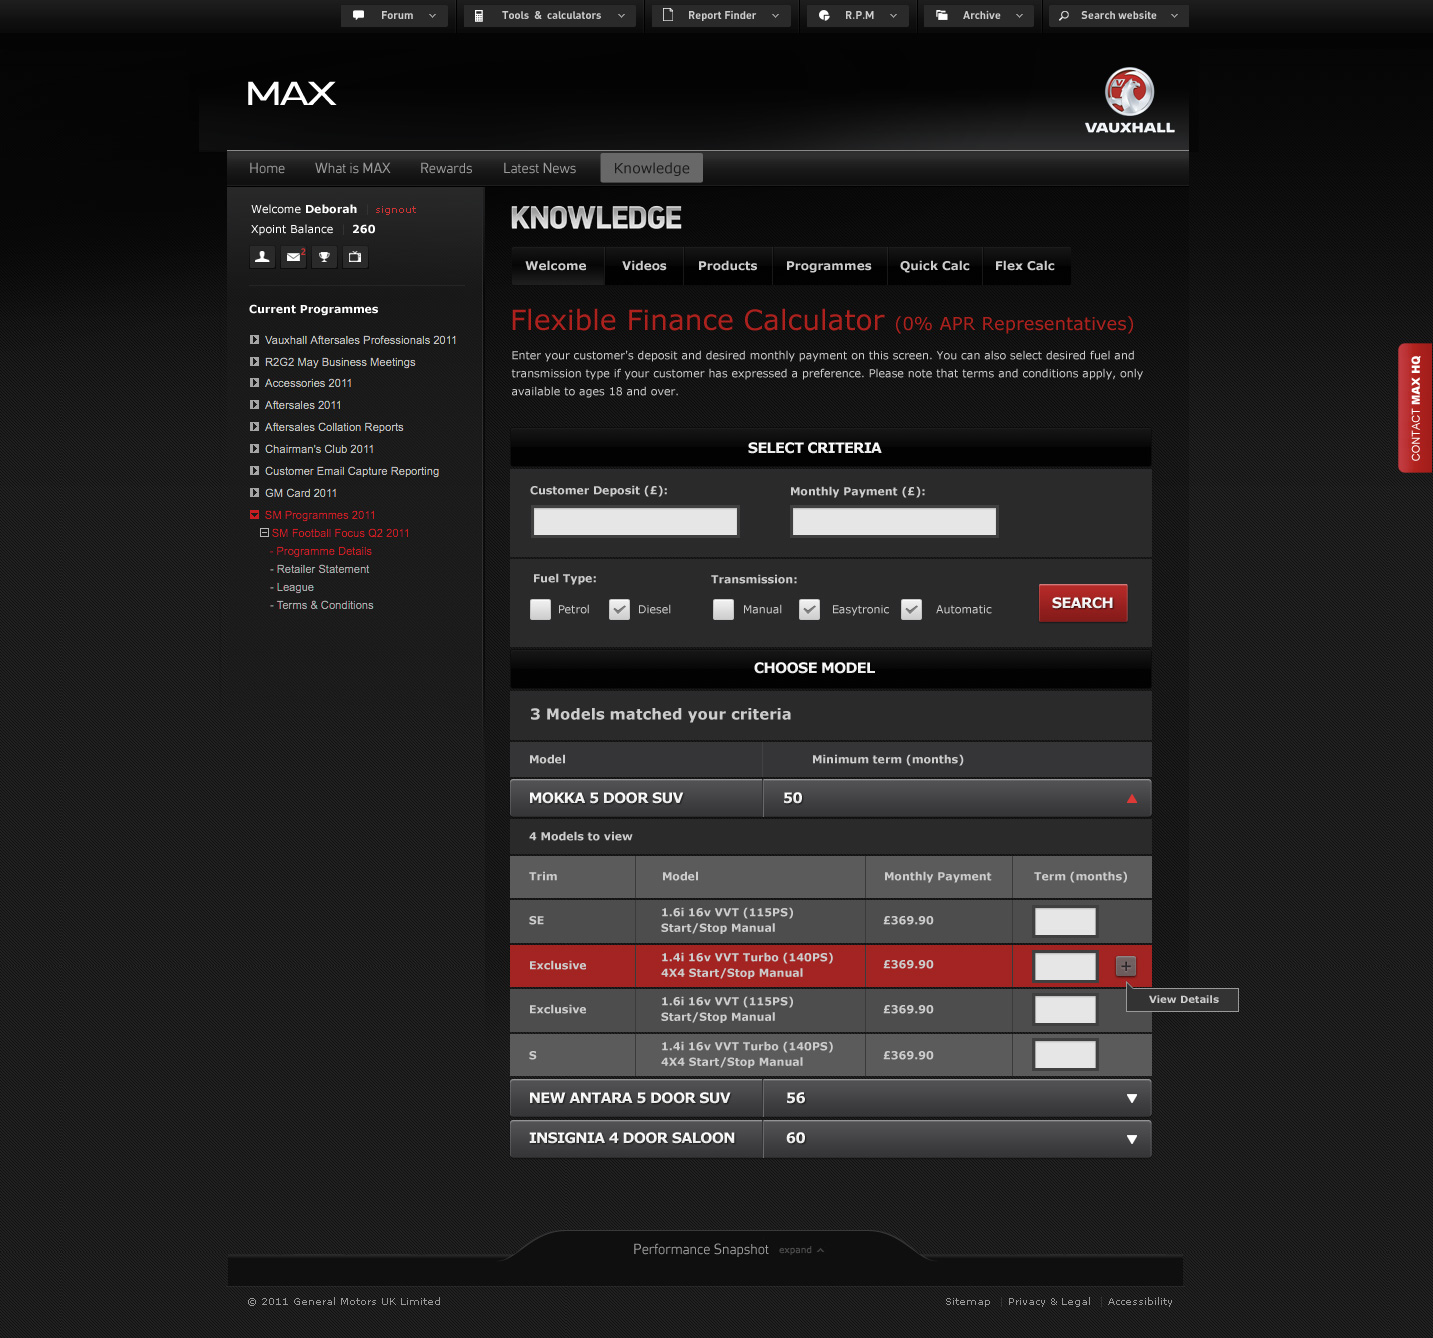 Forum
Tools & calculators
Report Finder
R.P.M
Archive
Search website
MAX
VAUXHALL
Home
What is MAX
Rewards
Latest News
Knowledge
Welcome Deborah
signout
Xpoint Balance
260
2
Current Programmes
Vauxhall Aftersales Professionals 2011
R2G2 May Business Meetings
Accessories 2011
Aftersales 2011
Aftersales Collation Reports
Chairman's Club 2011
Customer Email Capture Reporting
GM Card 2011
SM Programmes 2011
SM Football Focus Q2 2011
- Programme Details
- Retailer Statement
- League
- Terms & Conditions
KNOWLEDGE
Welcome
Videos
Products
Programmes
Quick Calc
Flex Calc
Flexible Finance Calculator (0% APR Representatives)
Enter your customer's deposit and desired monthly payment on this screen. You can also select desired fuel and
transmission type if your customer has expressed a preference. Please note that terms and conditions apply, only
available to ages 18 and over.
CONTACT MAX HQ
SELECT CRITERIA
Customer Deposit (£):
Monthly Payment (£):
Fuel Type:
Transmission:
Petrol
Diesel
Manual
Easytronic
Automatic
SEARCH
CHOOSE MODEL
3 Models matched your criteria
Model
Minimum term (months)
MOKKA 5 DOOR SUV
50
4 Models to view
Trim
Model
Monthly Payment
Term (months)
SE
1.6i 16v VVT (115PS)
Start/Stop Manual
£369.90
Exclusive
1.4i 16v VVT Turbo (140PS)
4X4 Start/Stop Manual
£369.90
View Details
Exclusive
1.6i 16v VVT (115PS)
Start/Stop Manual
£369.90
S
1.4i 16v VVT Turbo (140PS)
4X4 Start/Stop Manual
£369.90
NEW ANTARA 5 DOOR SUV
56
INSIGNIA 4 DOOR SALOON
60
Performance Snapshot
expand
© 2011 General Motors UK Limited
Sitemap
Privacy & Legal
Accessibility